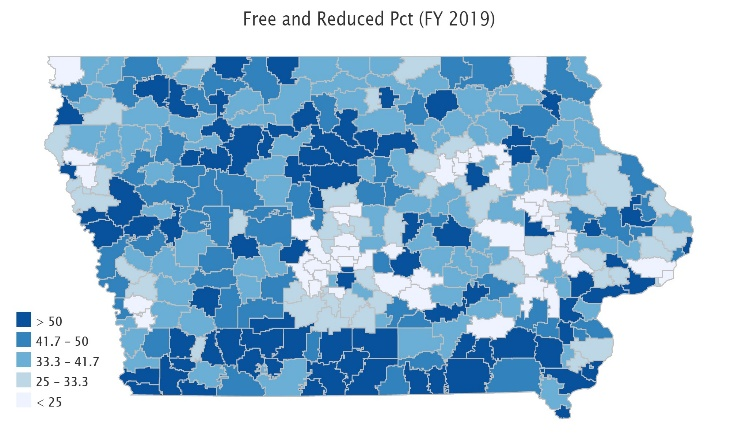 Free and Reduced Pct (FY 2019)
> 50
41.7 – 50
33.3 – 41.7
25 – 33.3
< 25